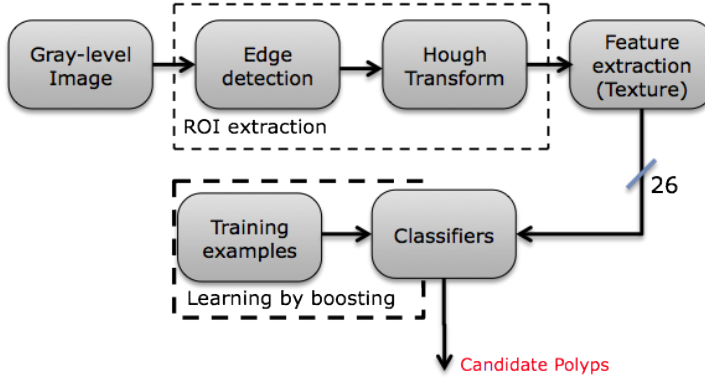 Gray-level
Image
Edge
detection
Hough
Transform
Feature
extraction
(Texture)
ROI extraction
26
Training
examples
Classifiers
Learning by boosting
Candidate Polyps